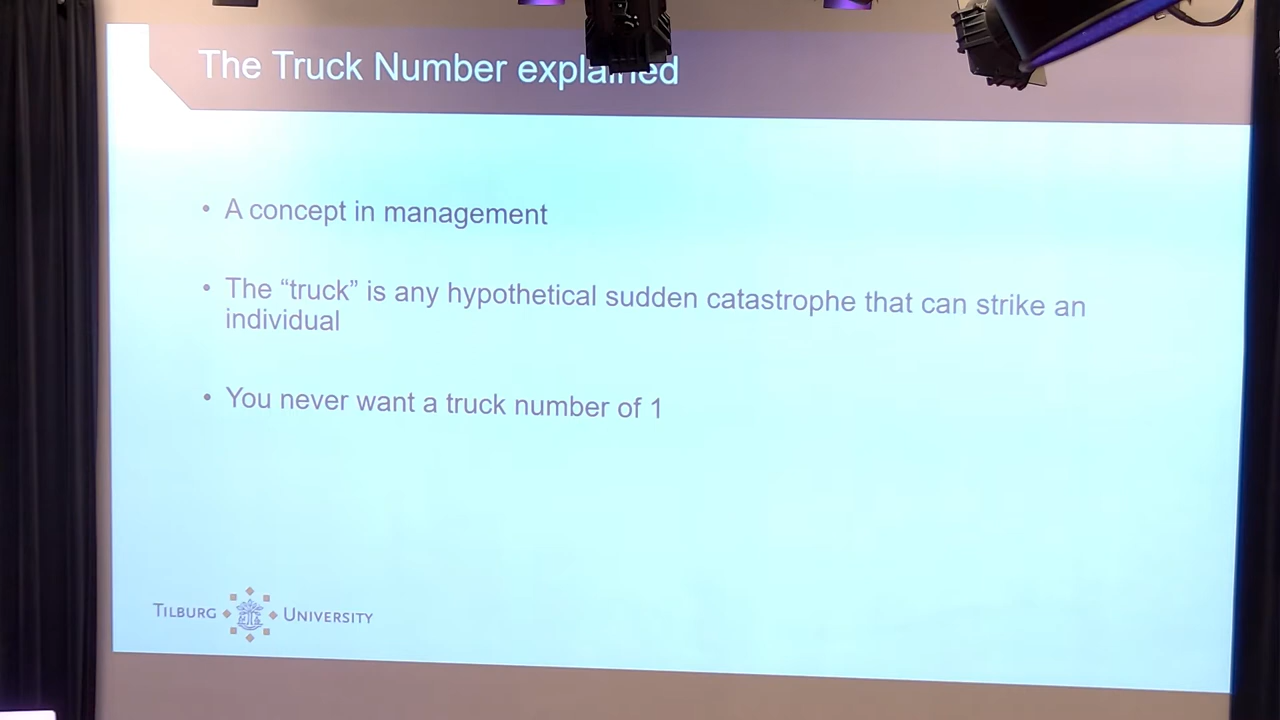 The Truck Number explained
• A concept in management
• The “truck” is any hypothetical sudden catastrophe that can strike an
individual
• You never want a truck number of 1
TILBURG UNIVERSITY